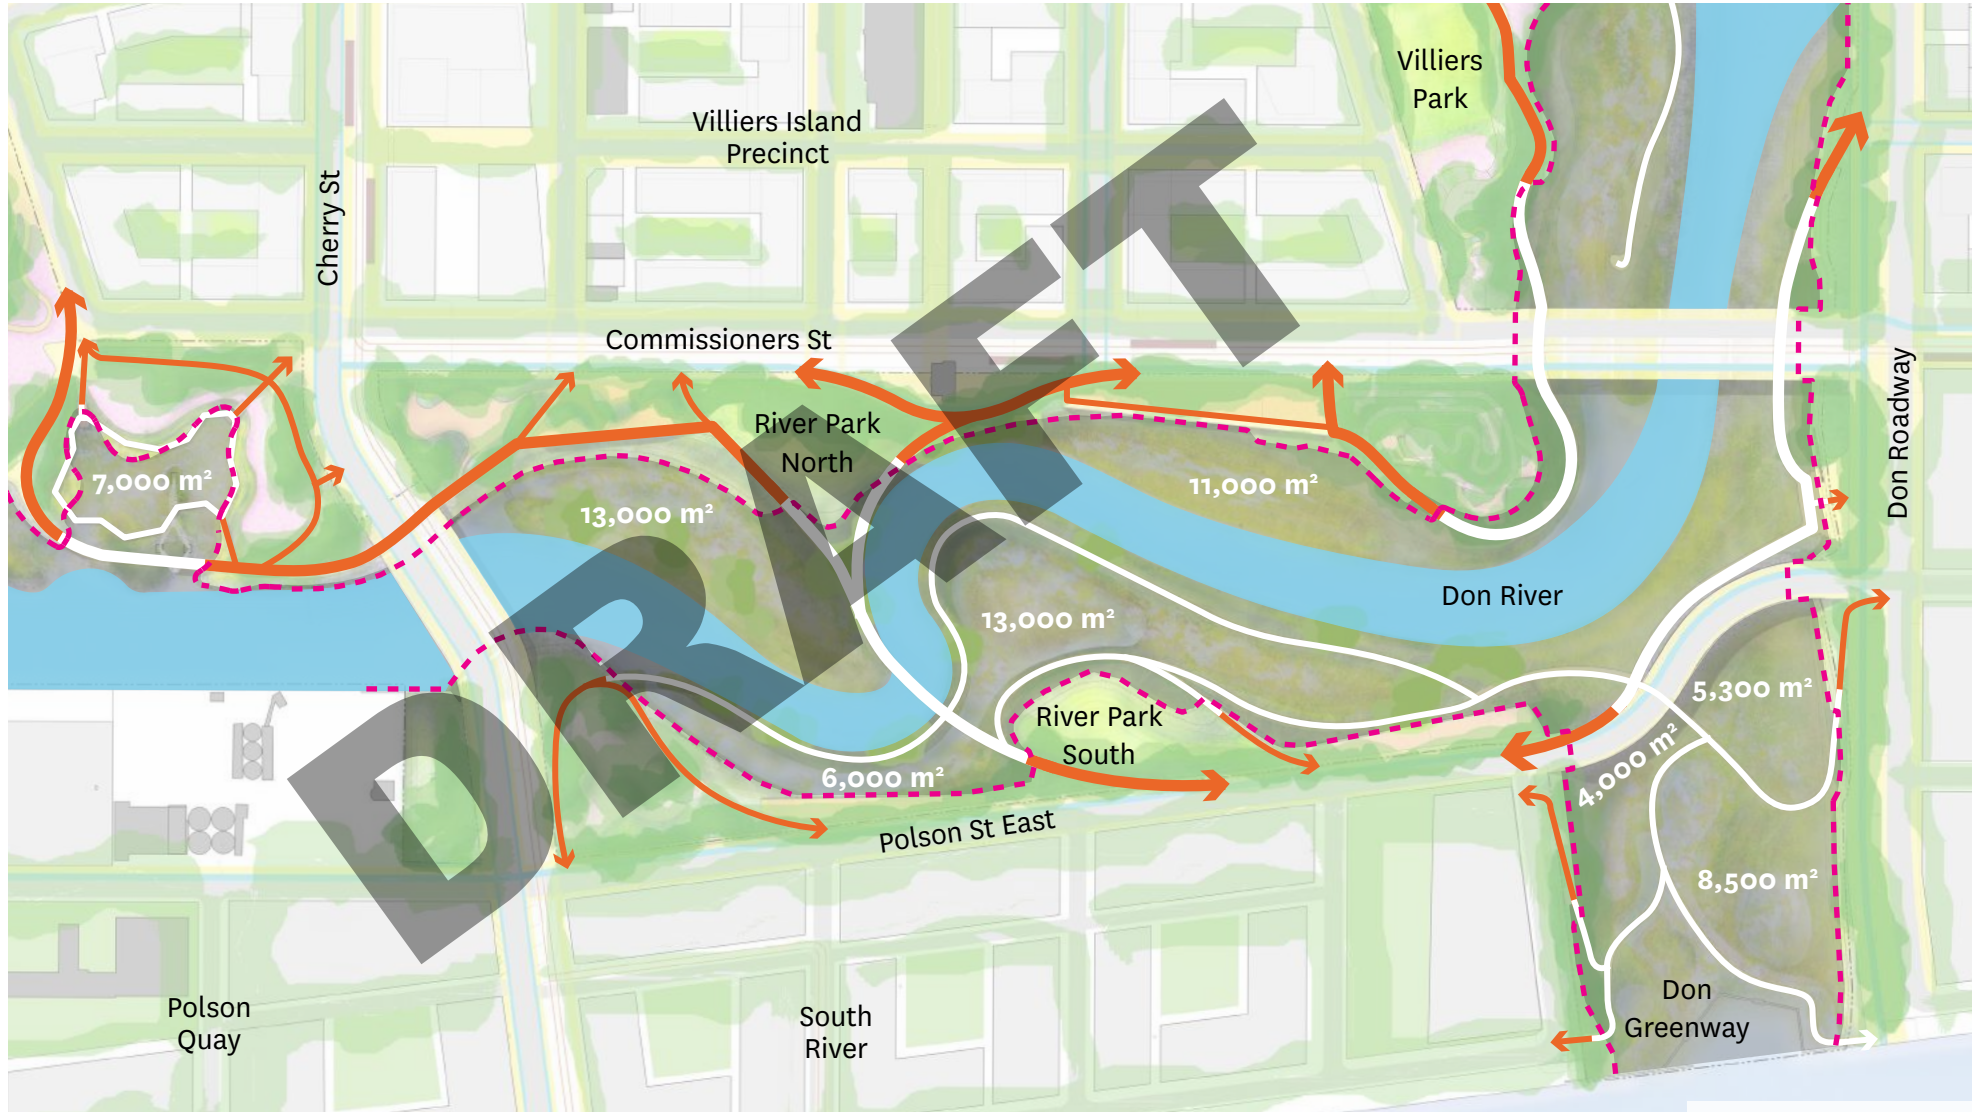 Villiers
Park
Villiers Island
Precinct
Cherry St
Commissioners St
Don Roadway
River Park
North
7,000 m²
13,000 m²
11,000 m²
Don River
13,000 m²
5,300 m²
River Park
South
4,000 m²
6,000 m²
Polson St East
8,500 m²
Don
Greenway
Polson
Quay
South
River
DRAFT